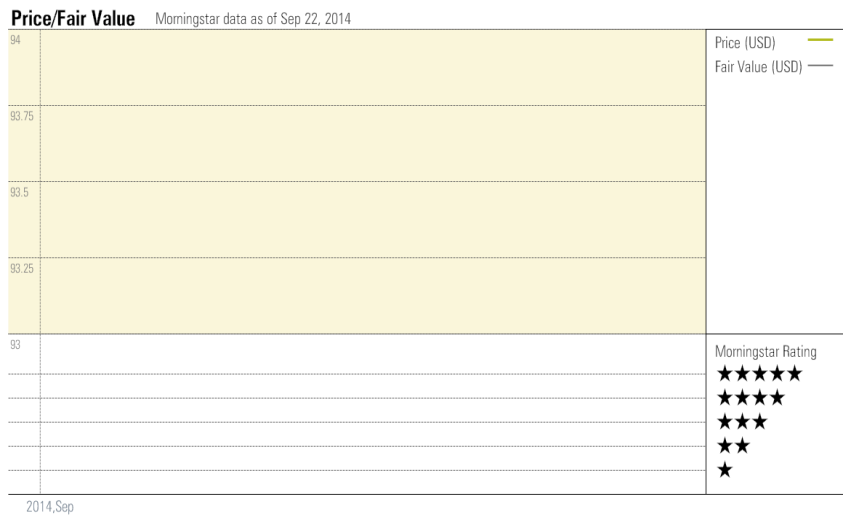 Price/Fair Value Morningstar data as of Sep 22, 2014
94
Price (USD)
Fair Value (USD)
93.75
93.5
93.25
93
Morningstar Rating
★★★★★
★★★★
★★★
★★
★
2014,Sep